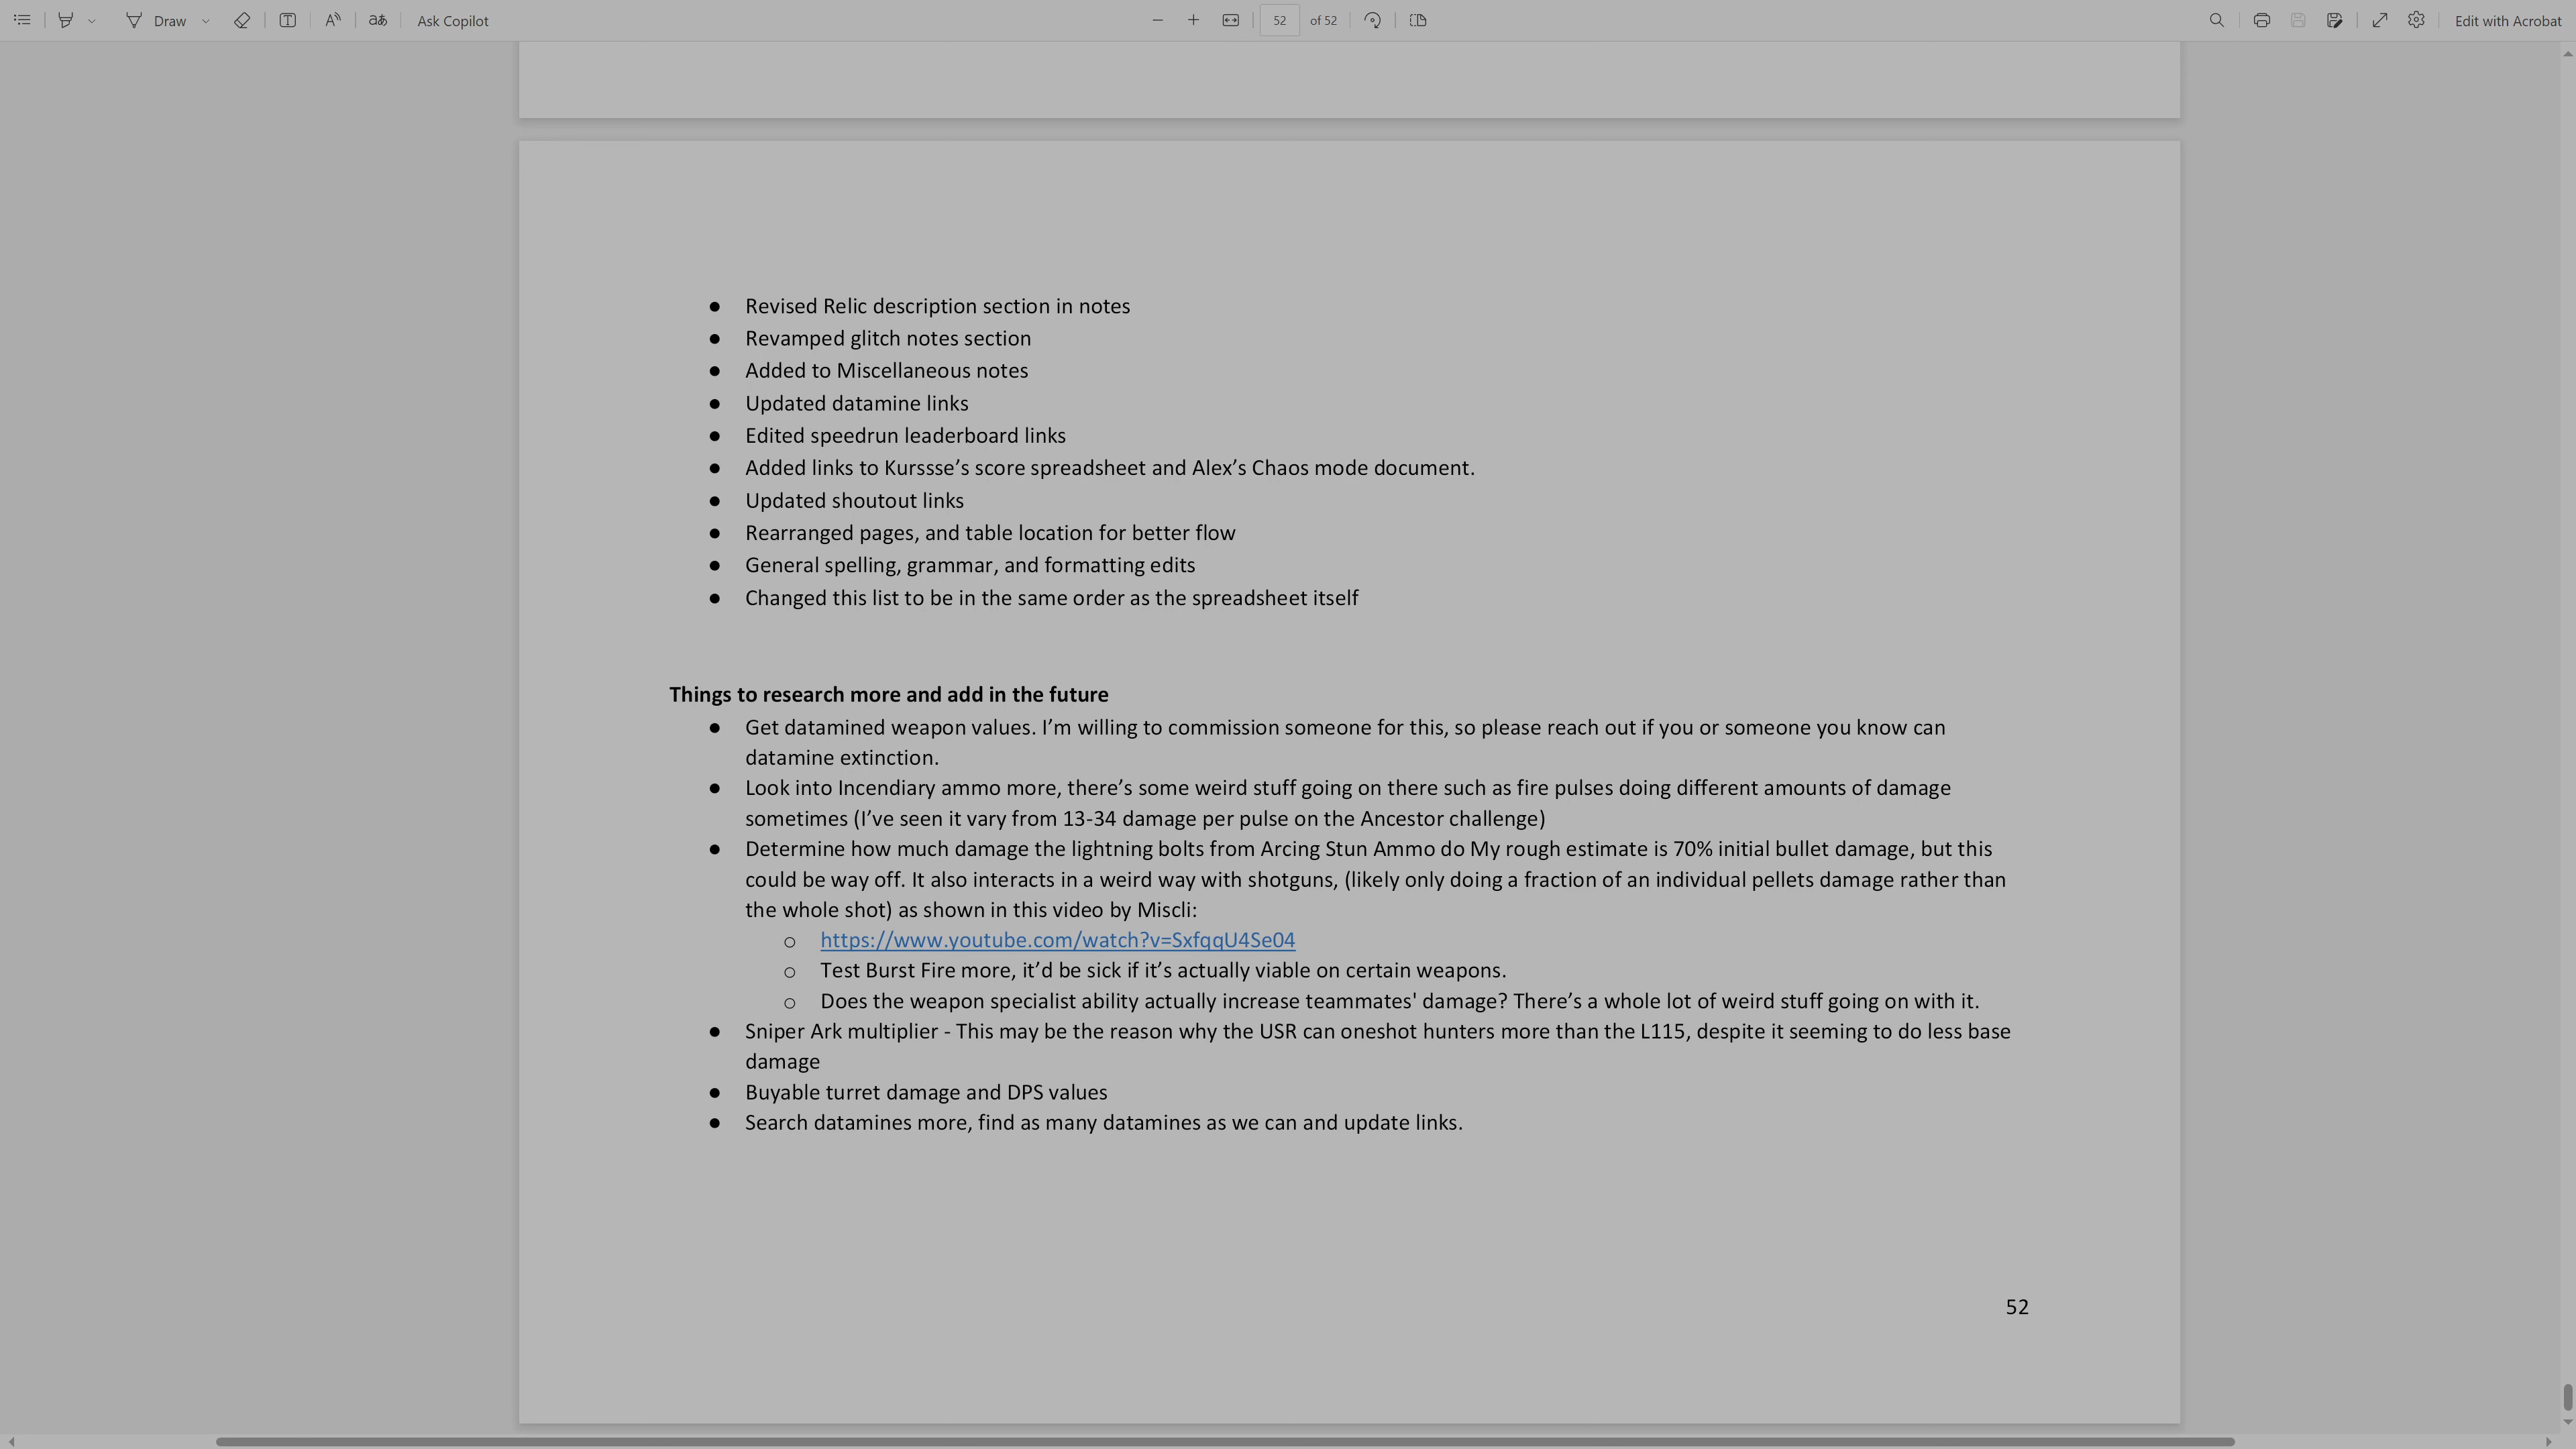 Draw
Ask Copilot
52 of 52
Edit with Acrobat
● Revised Relic description section in notes
● Revamped glitch notes section
● Added to Miscellaneous notes
● Updated datamine links
● Edited speedrun leaderboard links
● Added links to Kurssse’s score spreadsheet and Alex’s Chaos mode document.
● Updated shoutout links
● Rearranged pages, and table location for better flow
● General spelling, grammar, and formatting edits
● Changed this list to be in the same order as the spreadsheet itself
Things to research more and add in the future
● Get datamined weapon values. I’m willing to commission someone for this, so please reach out if you or someone you know can
datamine extinction.
● Look into Incendiary ammo more, there’s some weird stuff going on there such as fire pulses doing different amounts of damage
sometimes (I’ve seen it vary from 13-34 damage per pulse on the Ancestor challenge)
● Determine how much damage the lightning bolts from Arcing Stun Ammo do My rough estimate is 70% initial bullet damage, but this
could be way off. It also interacts in a weird way with shotguns, (likely only doing a fraction of an individual pellets damage rather than
the whole shot) as shown in this video by Miscli:
○ https://www.youtube.com/watch?v=SxfqqU4Se04
○ Test Burst Fire more, it’d be sick if it’s actually viable on certain weapons.
○ Does the weapon specialist ability actually increase teammates' damage? There’s a whole lot of weird stuff going on with it.
● Sniper Ark multiplier - This may be the reason why the USR can oneshot hunters more than the L115, despite it seeming to do less base
damage
● Buyable turret damage and DPS values
● Search datamines more, find as many datamines as we can and update links.
52